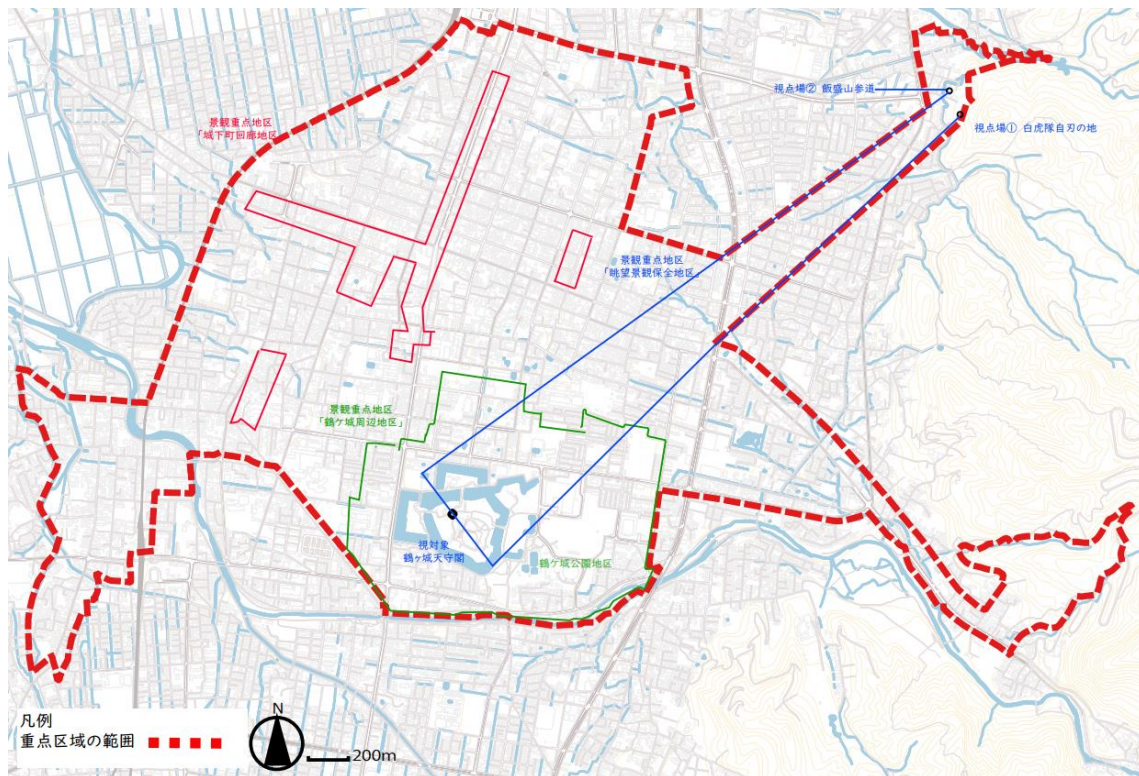 視点場② 飯盛山参道
視点場① 白虎隊自刃の地
景観重点地区
「城下町回廊地区
景観重点地区
「眺望景観保全地区」
景観重点地区
「鶴ケ城周辺地区」
視対象
鶴ヶ城天守閣
鶴ケ城公園地区
凡例
重点区域の範囲
N
200m